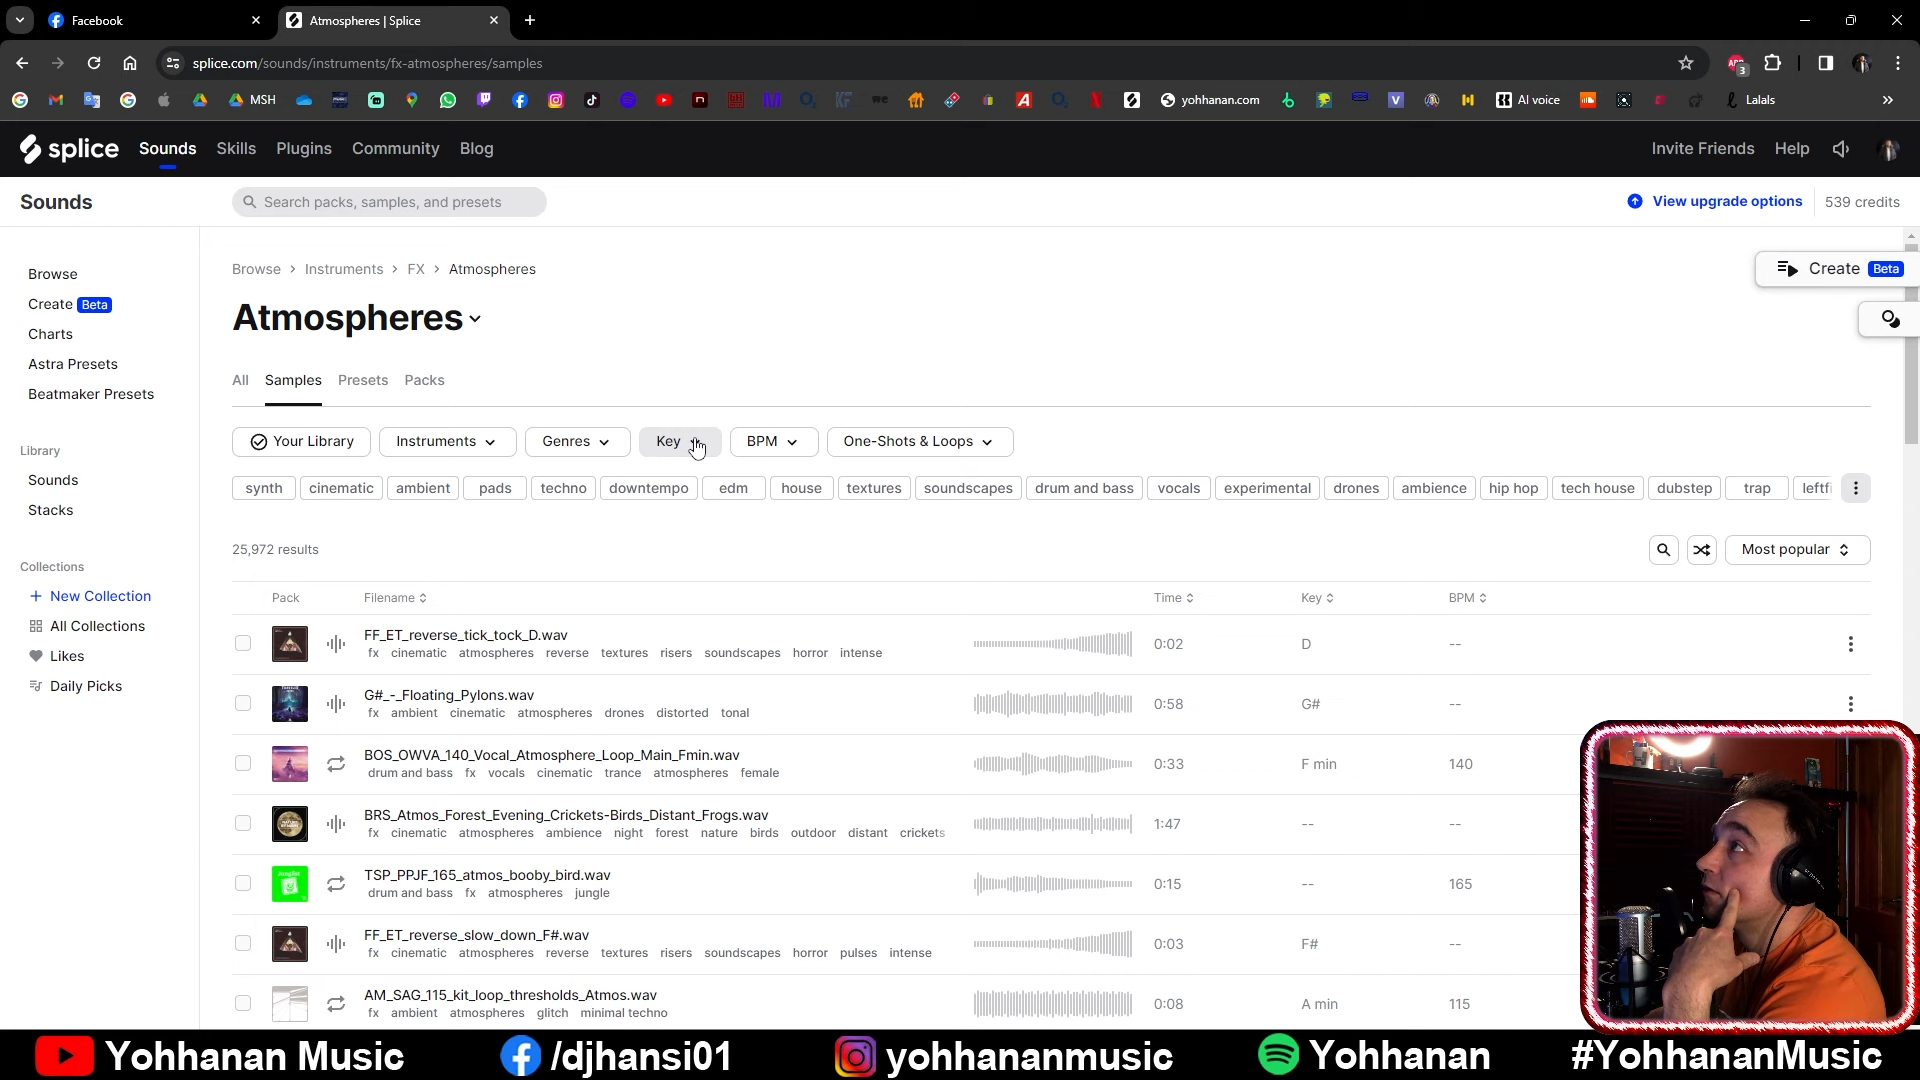 Facebook
Atmospheres | Splice
splice.com/sounds/instruments/fx-atmospheres/samples
3
MSH
yohhanan.com
AI voice
Lalals
splice
Sounds
Skills
Plugins
Community
Blog
Invite Friends
Help
Sounds
Search packs, samples, and presets
View upgrade options
539 credits
Browse
Create Beta
Charts
Astra Presets
Beatmaker Presets
Library
Sounds
Stacks
Collections
+ New Collection
All Collections
Likes
Daily Picks
Browse > Instruments > FX > Atmospheres
Create Beta
Atmospheres
All Samples Presets Packs
Your Library Instruments Genres Key BPM One-Shots & Loops
synth cinematic ambient pads techno downtempo edm house textures soundscapes drum and bass vocals experimental drones ambience hip hop tech house dubstep trap leftfi
25,972 results
Most popular
Pack Filename Time Key BPM
FF_ET_reverse_tick_tock_D.wav
fx cinematic atmospheres reverse textures risers soundscapes horror intense
0:02 D --
G#_-_Floating_Pylons.wav
fx ambient cinematic atmospheres drones distorted tonal
0:58 G# --
BOS_OWVA_140_Vocal_Atmosphere_Loop_Main_Fmin.wav
drum and bass fx vocals cinematic trance atmospheres female
0:33 F min 140
BRS_Atmos_Forest_Evening_Crickets-Birds_Distant_Frogs.wav
fx cinematic atmospheres ambience night forest nature birds outdoor distant crickets
1:47 -- --
TSP_PPJF_165_atmos_booby_bird.wav
drum and bass fx atmospheres jungle
0:15 -- 165
FF_ET_reverse_slow_down_F#.wav
fx cinematic atmospheres reverse textures risers soundscapes horror pulses intense
0:03 F# --
AM_SAG_115_kit_loop_thresholds_Atmos.wav
fx ambient atmospheres glitch minimal techno
0:08 A min 115
Yohhanan Music
/djhansi01
yohhananmusic
Yohhanan
#YohhananMusic